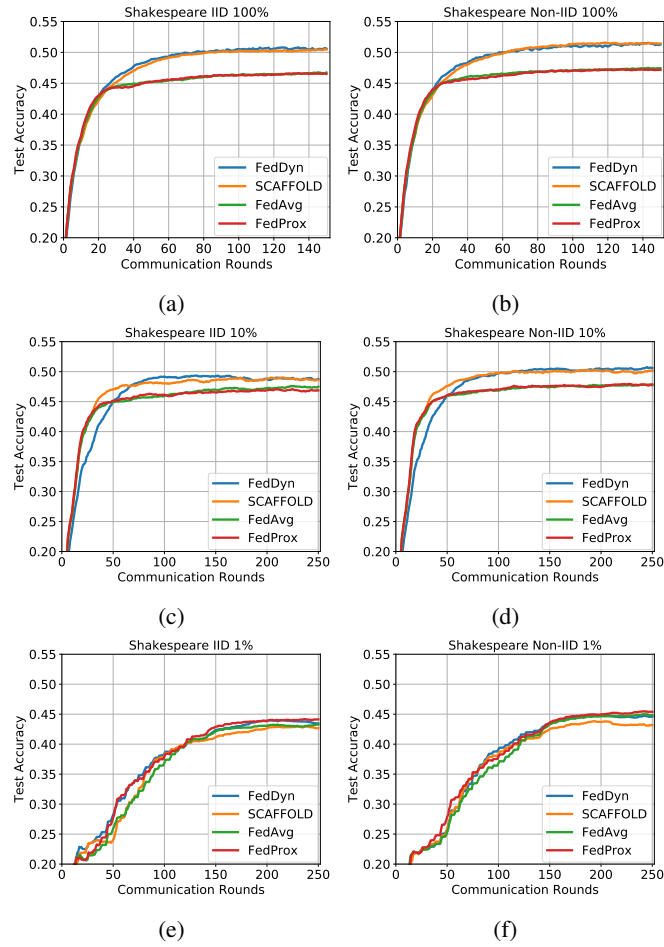 Shakespeare IID 100%
0.55
0.50
0.45
0.40
0.35
0.30
0.25
0.20
Test Accuracy
FedDyn
SCAFFOLD
FedAvg
FedProx
0 20 40 60 80 100 120 140
Communication Rounds
(a)
Shakespeare Non-IID 100%
0.55
0.50
0.45
0.40
0.35
0.30
0.25
0.20
Test Accuracy
FedDyn
SCAFFOLD
FedAvg
FedProx
0 20 40 60 80 100 120 140
Communication Rounds
(b)
Shakespeare IID 10%
0.55
0.50
0.45
0.40
0.35
0.30
0.25
0.20
Test Accuracy
FedDyn
SCAFFOLD
FedAvg
FedProx
0 50 100 150 200 250
Communication Rounds
(c)
Shakespeare Non-IID 10%
0.55
0.50
0.45
0.40
0.35
0.30
0.25
0.20
Test Accuracy
FedDyn
SCAFFOLD
FedAvg
FedProx
0 50 100 150 200 250
Communication Rounds
(d)
Shakespeare IID 1%
0.55
0.50
0.45
0.40
0.35
0.30
0.25
0.20
Test Accuracy
FedDyn
SCAFFOLD
FedAvg
FedProx
0 50 100 150 200 250
Communication Rounds
(e)
Shakespeare Non-IID 1%
0.55
0.50
0.45
0.40
0.35
0.30
0.25
0.20
Test Accuracy
FedDyn
SCAFFOLD
FedAvg
FedProx
0 50 100 150 200 250
Communication Rounds
(f)